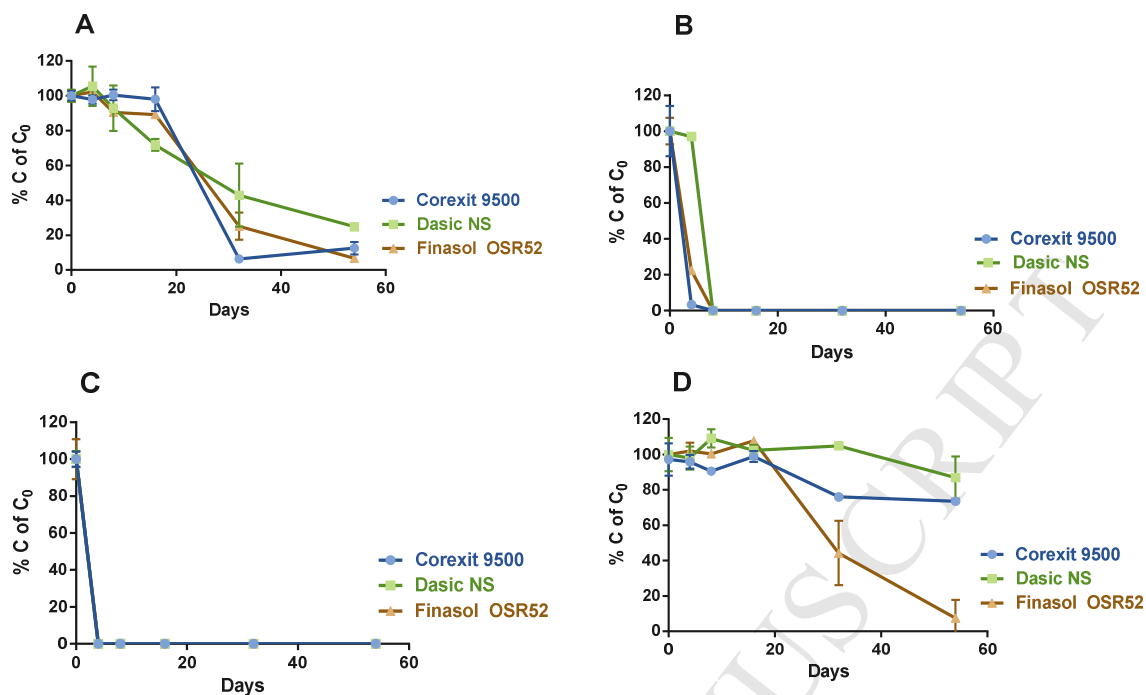 A
120
100
80
60
40
20
0
% C of C0
0 20 40 60
Days
Corexit 9500
Dasic NS
Finasol OSR52
B
120
100
80
60
40
20
0
% C of C0
0 20 40 60
Days
Corexit 9500
Dasic NS
Finasol OSR52
C
120
100
80
60
40
20
0
% C of C0
0 20 40 60
Days
Corexit 9500
Dasic NS
Finasol OSR52
D
120
100
80
60
40
20
0
% C of C0
0 20 40 60
Days
Corexit 9500
Dasic NS
Finasol OSR52
USCRIPT